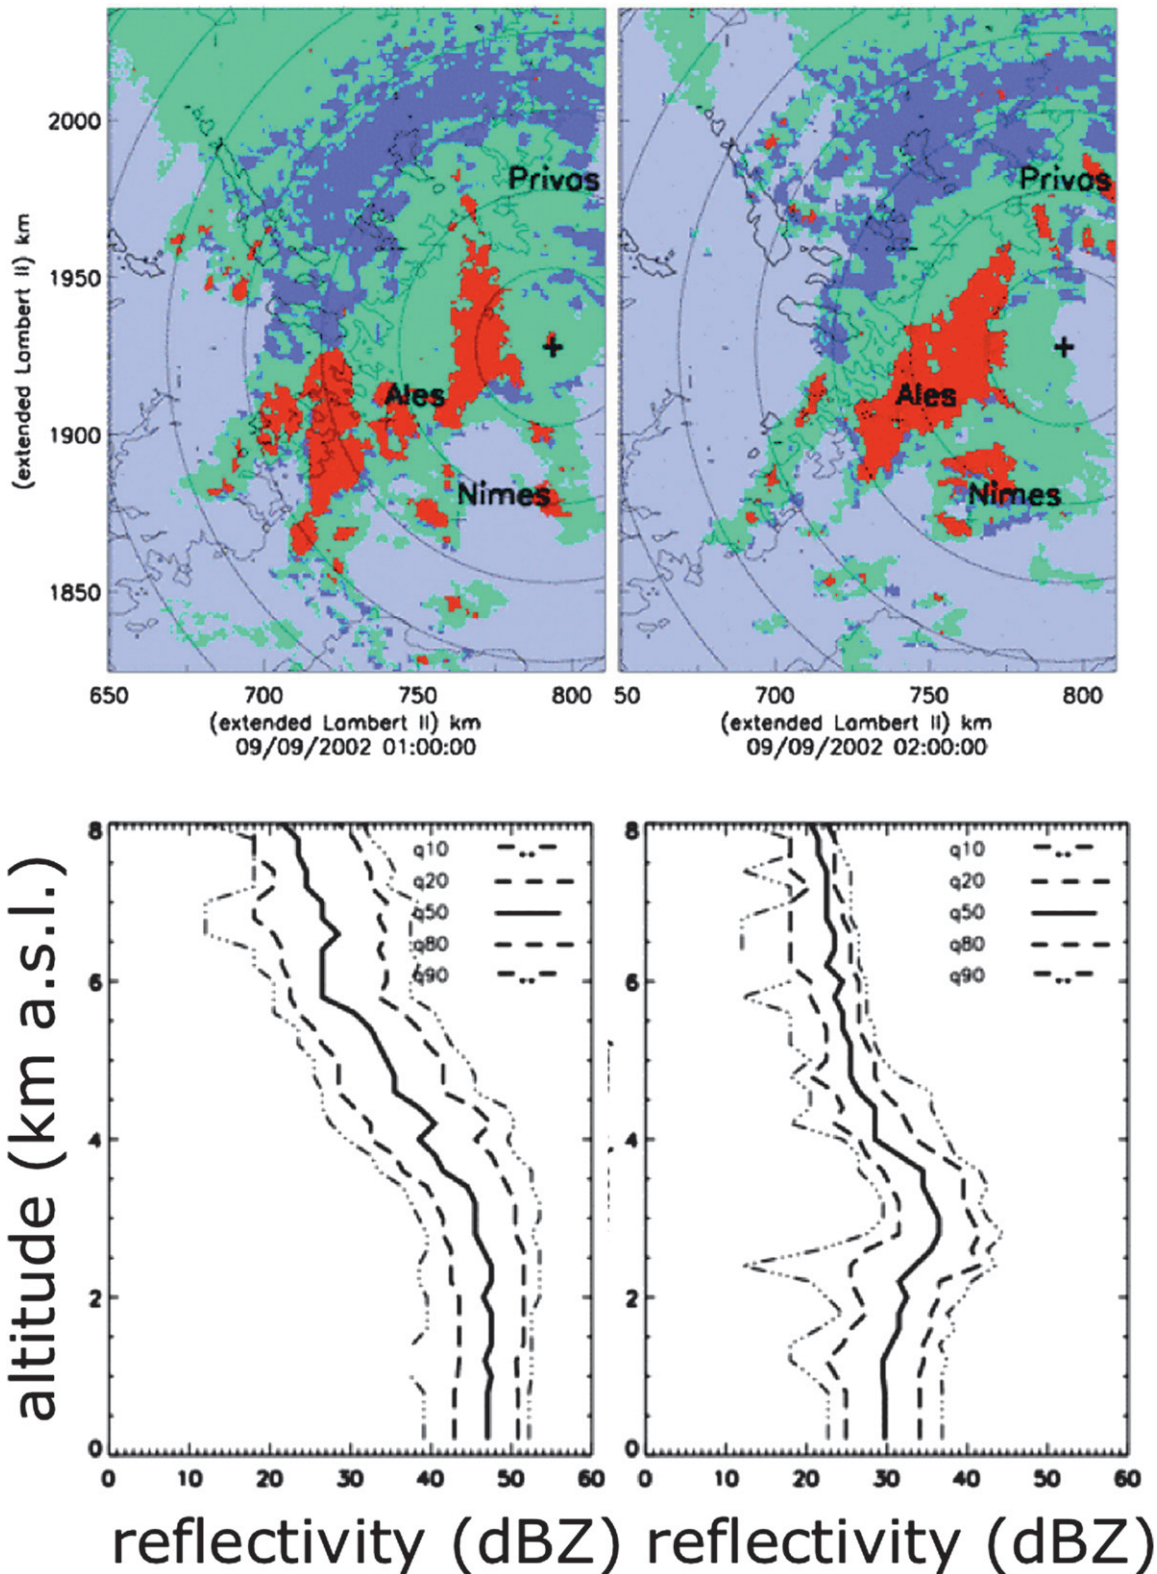 2000
1950
1900
1850
(extended Lambert II) km
Privas
Ales
Nimes
650 700 750 800
(extended Lambert II) km
09/09/2002 01:00:00
Privas
Ales
Nimes
50 700 750 800
(extended Lambert II) km
09/09/2002 02:00:00
altitude (km a.s.l.)
8
6
4
2
0
q10
q20
q50
q80
q90
0 10 20 30 40 50 60
reflectivity (dBZ)
8
6
4
2
0
q10
q20
q50
q80
q90
0 10 20 30 40 50 60
reflectivity (dBZ)